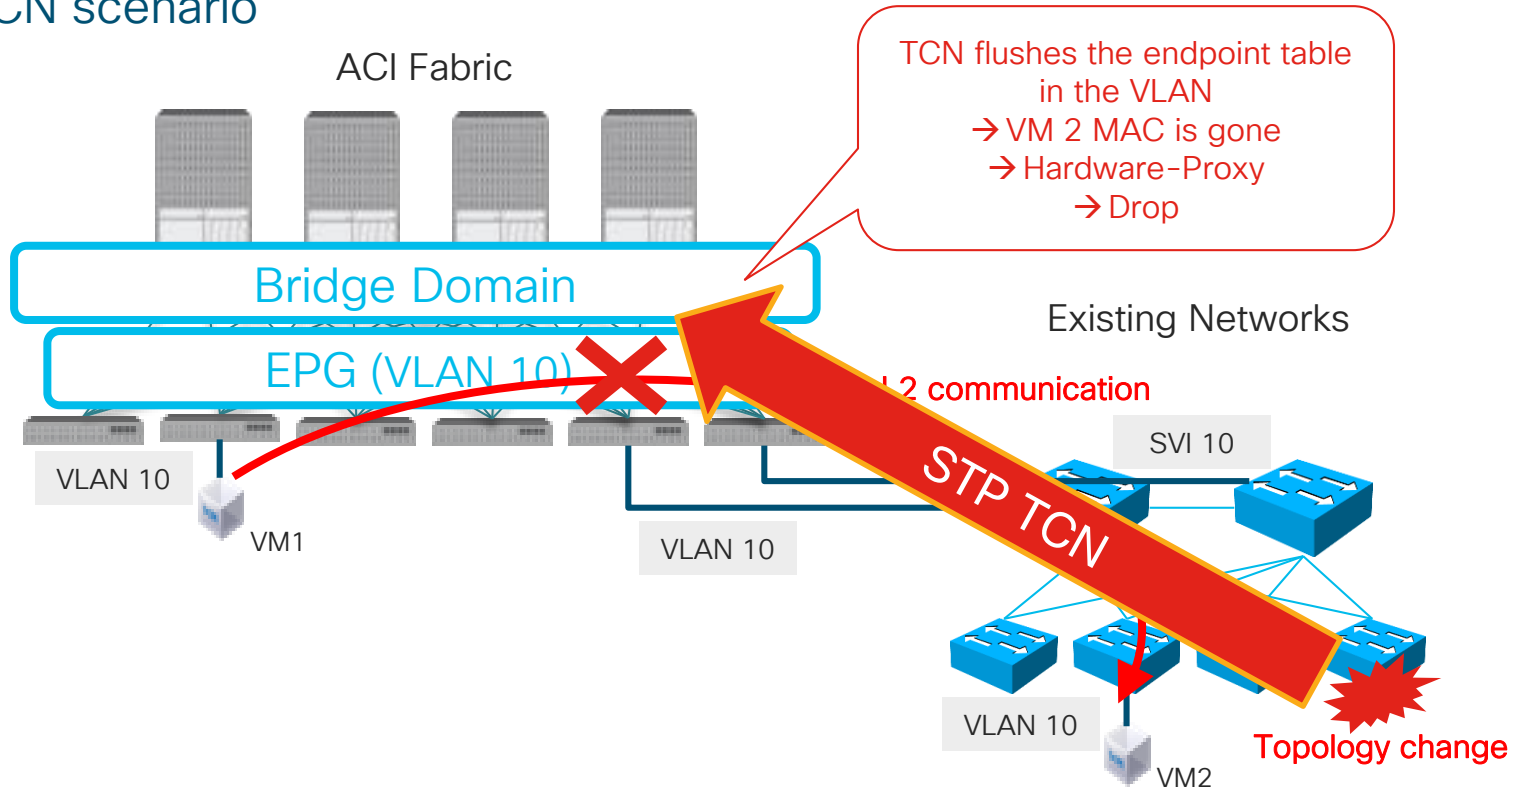 CN scenario
ACI Fabric
TCN flushes the endpoint table
in the VLAN
→ VM 2 MAC is gone
→ Hardware-Proxy
→ Drop
Bridge Domain
Existing Networks
EPG (VLAN 10)
L2 communication
SVI 10
VLAN 10
STP TCN
VM1
VLAN 10
VLAN 10
Topology change
VM2